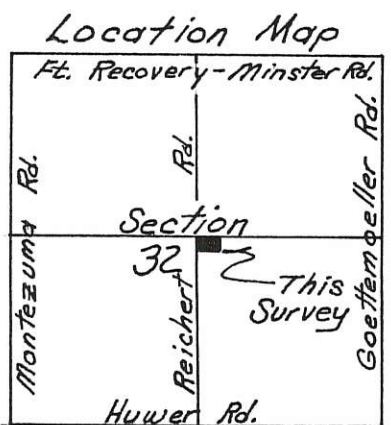 Location Map
Ft. Recovery-Minster Rd.
Montezuma Rd.
Reichert Rd.
Goettemoeller Rd.
Section
32
This
Survey
Huwer Rd.